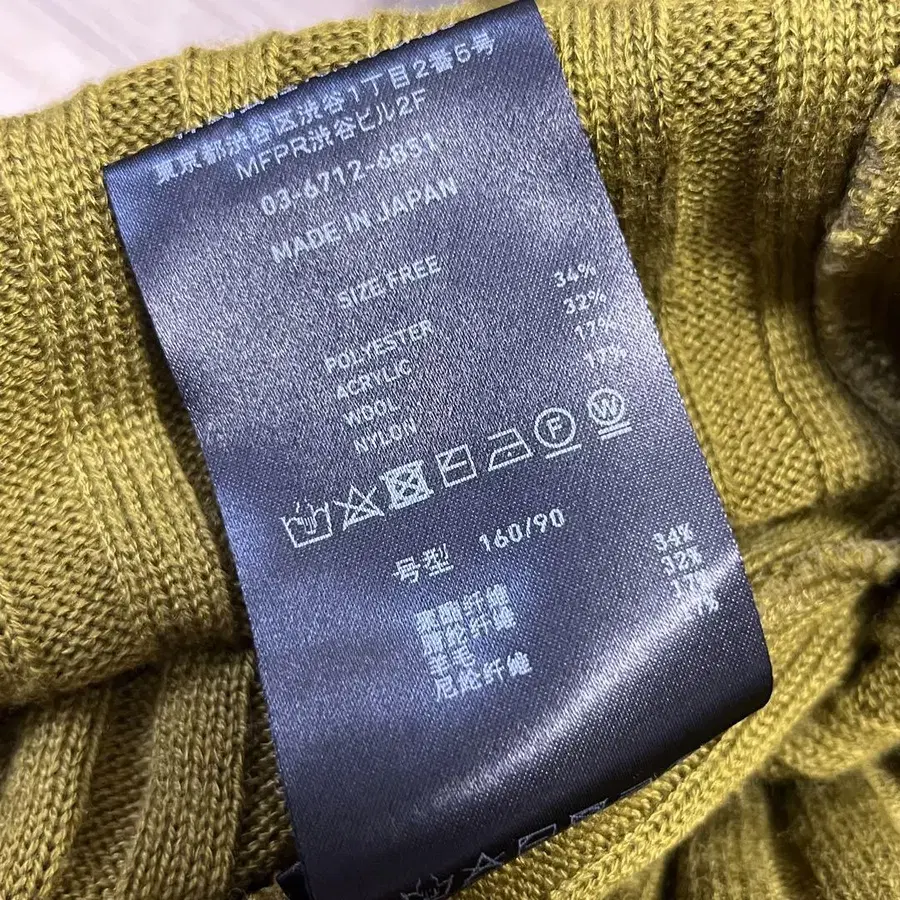 東京都渋谷区渋谷1丁目2番5号
MFPR渋谷ビル2F
03-6712-6851
MADE IN JAPAN
SIZE FREE
POLYESTER 34%
ACRYLIC 32%
WOOL 17%
NYLON 17%
F W
号型 160/90
聚酯纤维 34%
腈纶纤维 32%
羊毛 17%
尼纶纤维 17%